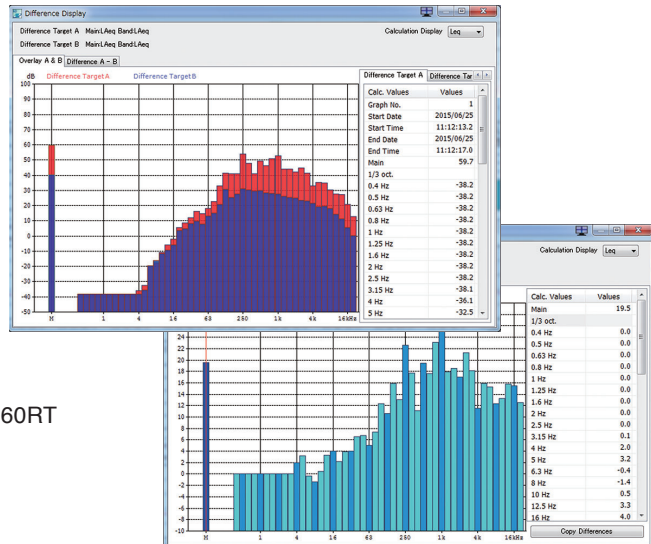 Difference Display
Difference Target A Main:LAeq Band:LAeq
Calculation Display Leq
Difference Target B Main:LAeq Band:LAeq
Overlay A & B Difference A - B
dB Difference Target A Difference Target B
100
90
80
70
60
50
40
30
20
10
0
-10
-20
-30
-40
-50
M 1 4 16 63 250 1k 4k 16kHz
Difference Target A Difference Tar
Calc. Values Values
Graph No. 1
Start Date 2015/06/25
Start Time 11:12:13.2
End Date 2015/06/25
End Time 11:12:17.0
Main 59.7
1/3 oct.
0.4 Hz -38.2
0.5 Hz -38.2
0.63 Hz -38.2
0.8 Hz -38.2
1 Hz -38.2
1.25 Hz -38.2
1.6 Hz -38.2
2 Hz -38.2
2.5 Hz -38.2
3.15 Hz -38.1
4 Hz -36.1
5 Hz -32.5
60RT
Calculation Display Leq
24
22
20
18
16
14
12
10
8
6
4
2
0
-2
-4
-6
-8
-10
M 1 4 16 63 250 1k 4k 16kHz
Calc. Values Values
Main 19.5
1/3 oct.
0.4 Hz 0.0
0.5 Hz 0.0
0.63 Hz 0.0
0.8 Hz 0.0
1 Hz 0.0
1.25 Hz 0.0
1.6 Hz 0.0
2 Hz 0.0
2.5 Hz 0.0
3.15 Hz 0.1
4 Hz 2.0
5 Hz 3.2
6.3 Hz -0.4
8 Hz -1.4
10 Hz 0.5
12.5 Hz 3.3
16 Hz 4.0
Copy Differences